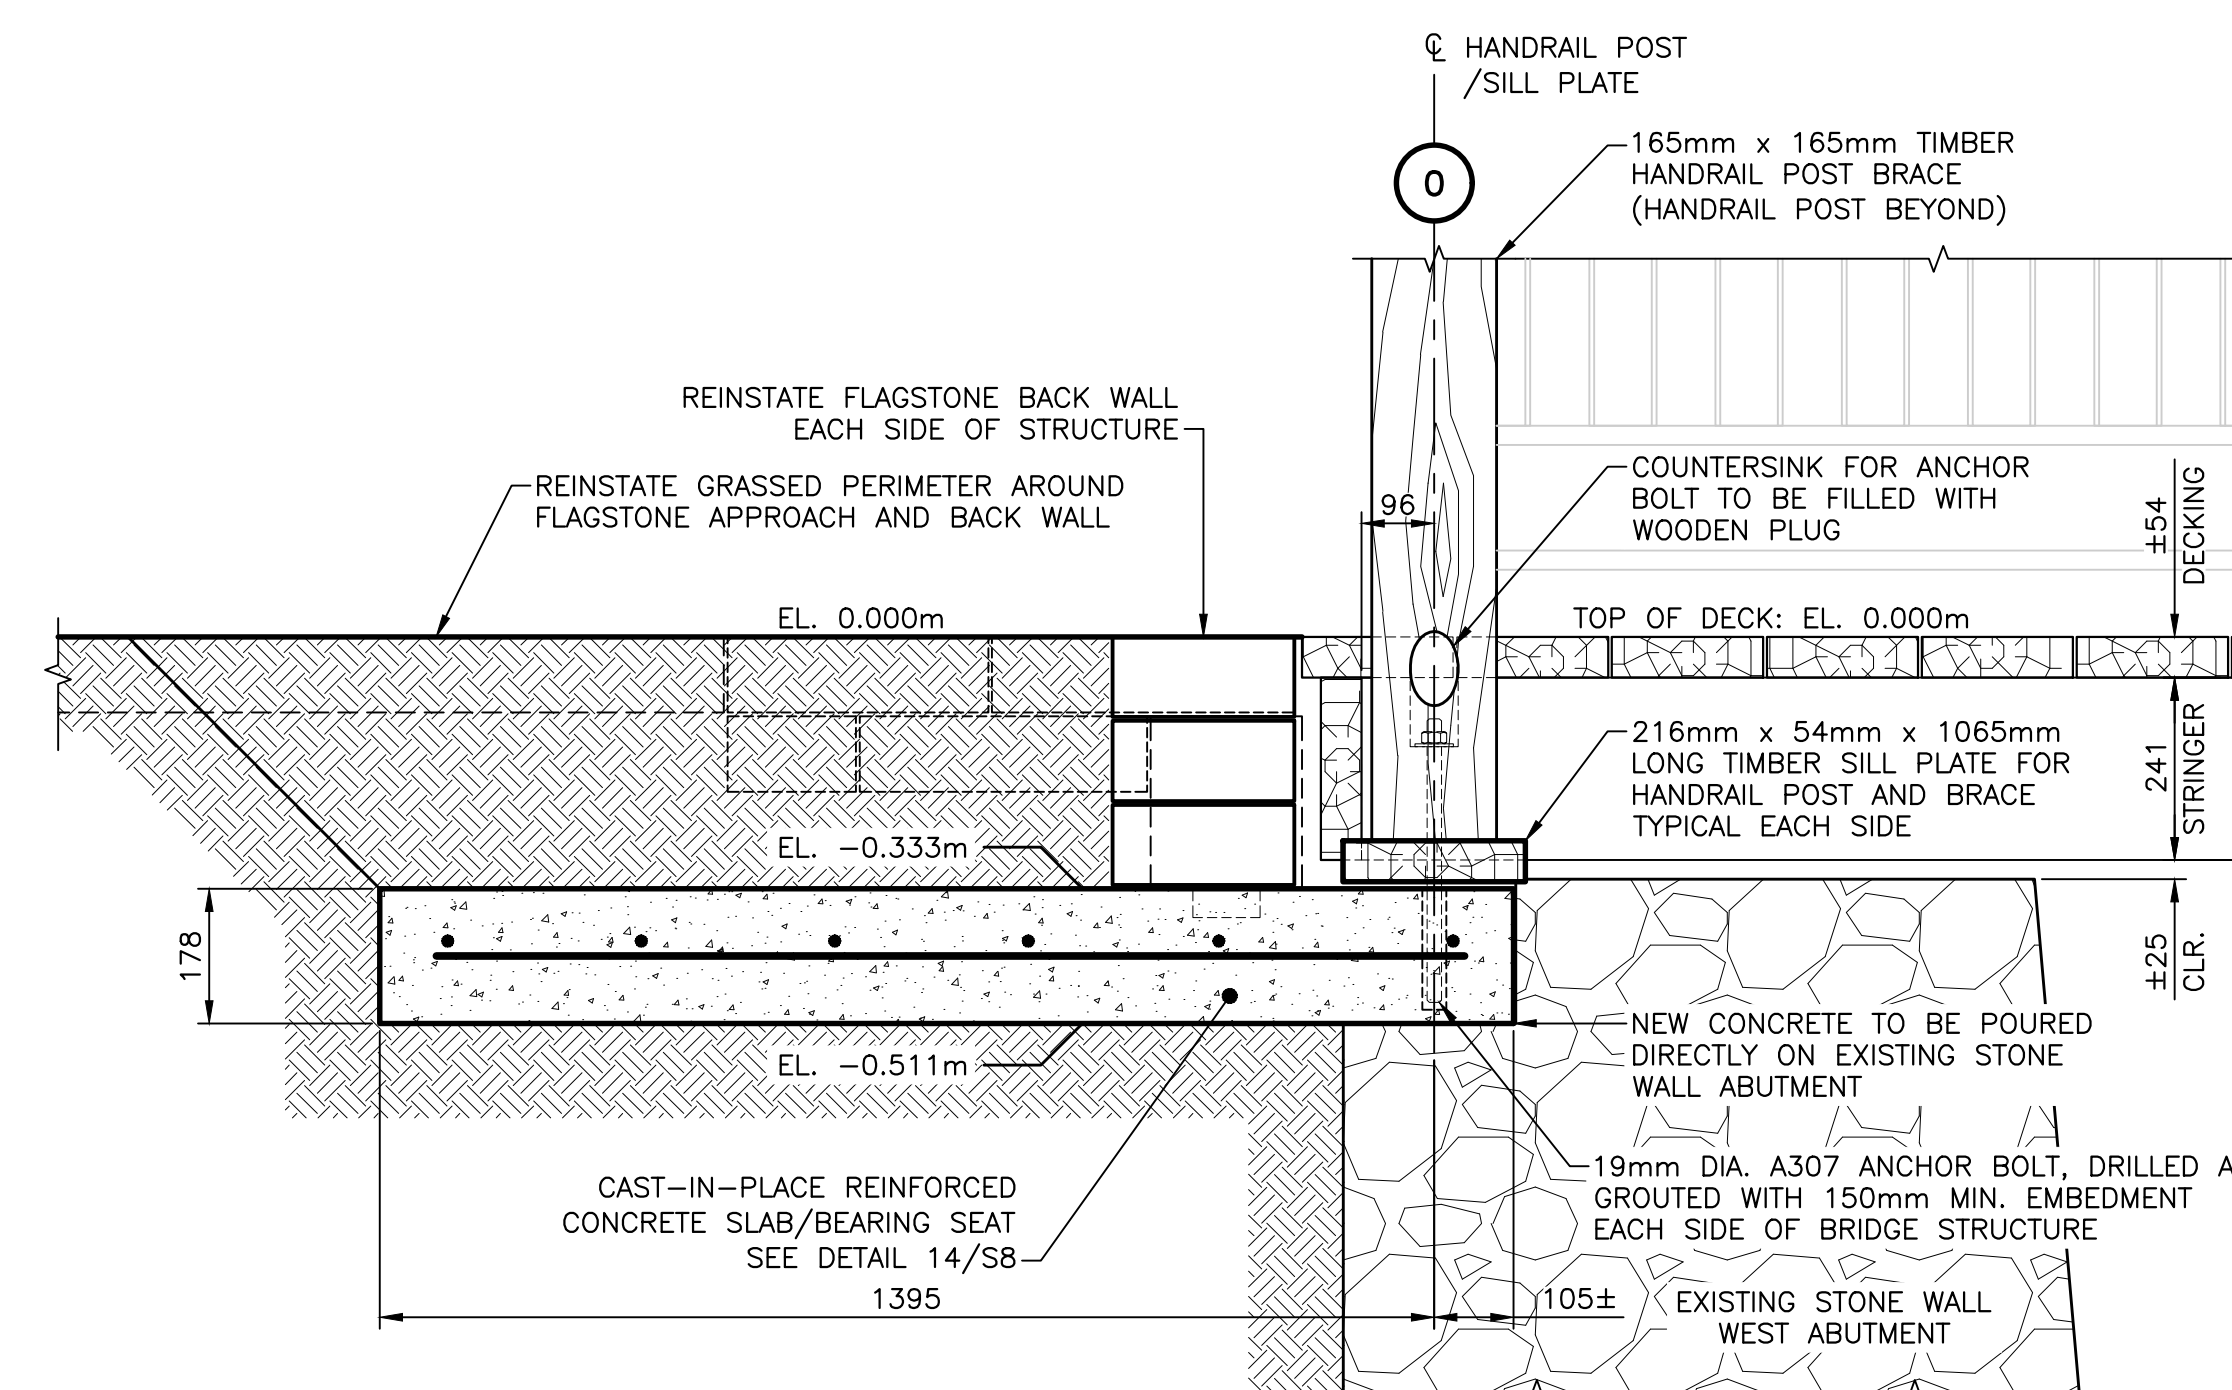 ℄ HANDRAIL POST
/SILL PLATE
0
165mm x 165mm TIMBER
HANDRAIL POST BRACE
(HANDRAIL POST BEYOND)
REINSTATE FLAGSTONE BACK WALL
EACH SIDE OF STRUCTURE
REINSTATE GRASSED PERIMETER AROUND
FLAGSTONE APPROACH AND BACK WALL
96
COUNTERSINK FOR ANCHOR
BOLT TO BE FILLED WITH
WOODEN PLUG
±54
DECKING
EL. 0.000m
TOP OF DECK: EL. 0.000m
216mm x 54mm x 1065mm
LONG TIMBER SILL PLATE FOR
HANDRAIL POST AND BRACE
TYPICAL EACH SIDE
241
STRINGER
EL. -0.333m
178
±25
CLR.
EL. -0.511m
NEW CONCRETE TO BE POURED
DIRECTLY ON EXISTING STONE
WALL ABUTMENT
19mm DIA. A307 ANCHOR BOLT, DRILLED
GROUTED WITH 150mm MIN. EMBEDMENT
EACH SIDE OF BRIDGE STRUCTURE
CAST-IN-PLACE REINFORCED
CONCRETE SLAB/BEARING SEAT
SEE DETAIL 14/S8
1395
105±
EXISTING STONE WALL
WEST ABUTMENT